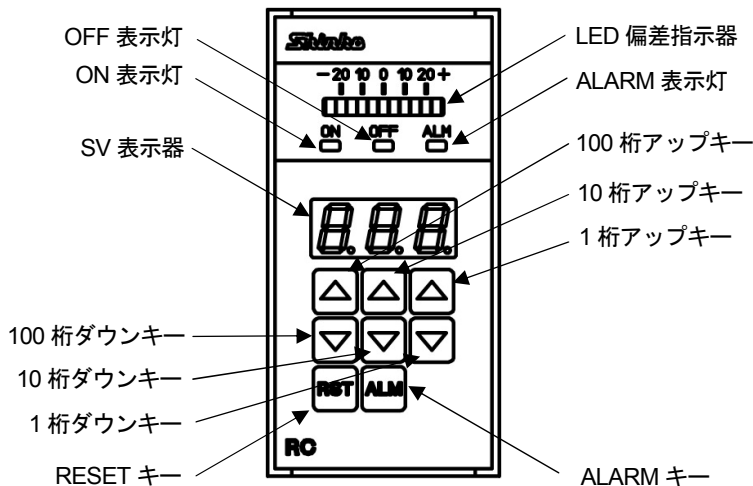 OFF 表示灯
ON 表示灯
SV 表示器
100 桁ダウンキー
10 桁ダウンキー
1 桁ダウンキー
RESET キー
Shinko
- 20 10 0 10 20 +
ON OFF ALM
8.8.8.
RST ALM
RC
LED 偏差指示器
ALARM 表示灯
100 桁アップキー
10 桁アップキー
1 桁アップキー
ALARM キー